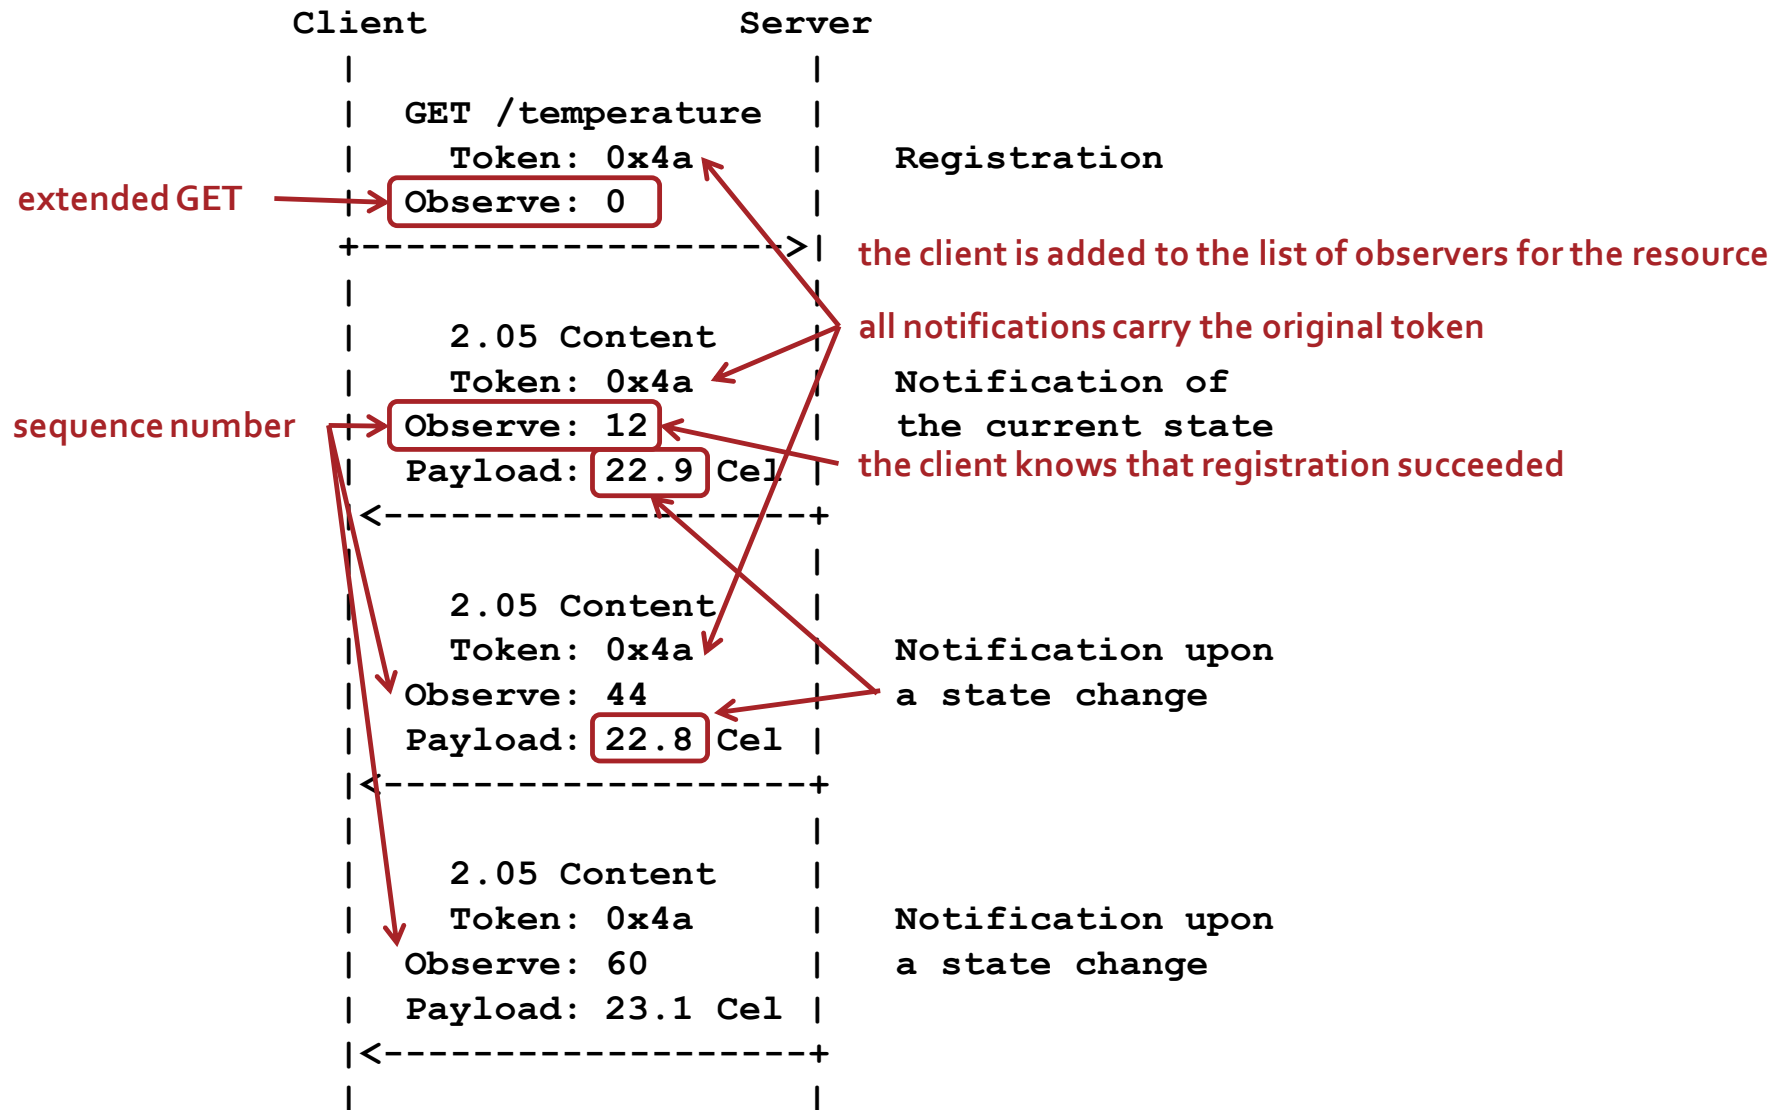 Client Server
GET /temperature
Token: 0x4a Registration
extended GET Observe: 0
+-------------------->|
the client is added to the list of observers for the resource
all notifications carry the original token
2.05 Content
Token: 0x4a Notification of
sequence number Observe: 12 the current state
Payload: 22.9 Cel the client knows that registration succeeded
|<--------------------+
2.05 Content
Token: 0x4a Notification upon
Observe: 44 a state change
Payload: 22.8 Cel
|<--------------------+
2.05 Content
Token: 0x4a Notification upon
Observe: 60 a state change
Payload: 23.1 Cel
|<--------------------+